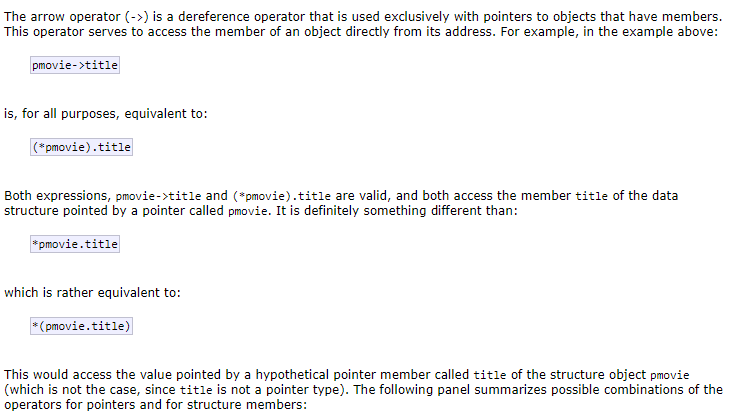 The arrow operator (->) is a dereference operator that is used exclusively with pointers to objects that have members.
This operator serves to access the member of an object directly from its address. For example, in the example above:
pmovie->title
is, for all purposes, equivalent to:
(*pmovie).title
Both expressions, pmovie->title and (*pmovie).title are valid, and both access the member title of the data
structure pointed by a pointer called pmovie. It is definitely something different than:
*pmovie.title
which is rather equivalent to:
*(pmovie.title)
This would access the value pointed by a hypothetical pointer member called title of the structure object pmovie
(which is not the case, since title is not a pointer type). The following panel summarizes possible combinations of the
operators for pointers and for structure members: